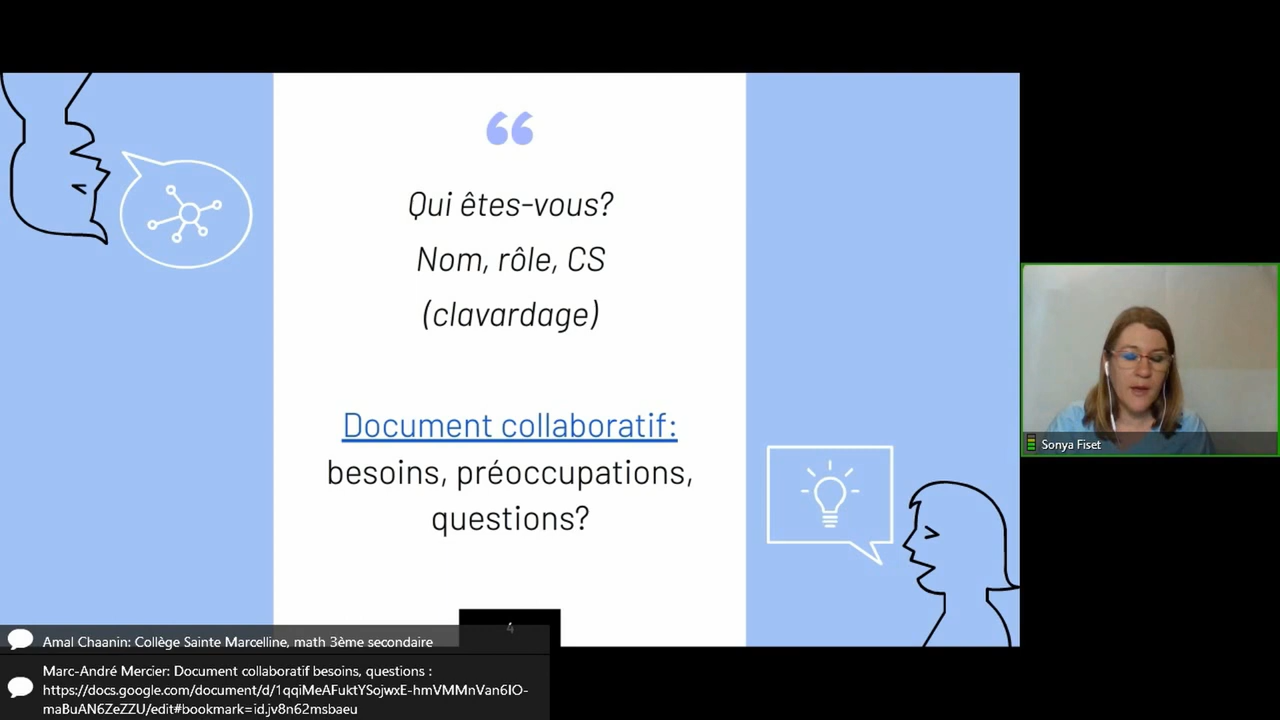 “
Qui êtes-vous?
Nom, rôle, CS
(clavardage)
Document collaboratif:
besoins, préoccupations,
questions?
4
Sonya Fiset
Amal Chaanin: Collège Sainte Marcelline, math 3ème secondaire
Marc-André Mercier: Document collaboratif besoins, questions :
https://docs.google.com/document/d/1qqiMeAFuktYSojwxE-hmVMMnVan6IO-
maBuAN6ZeZZU/edit#bookmark=id.jv8n62msbaeu